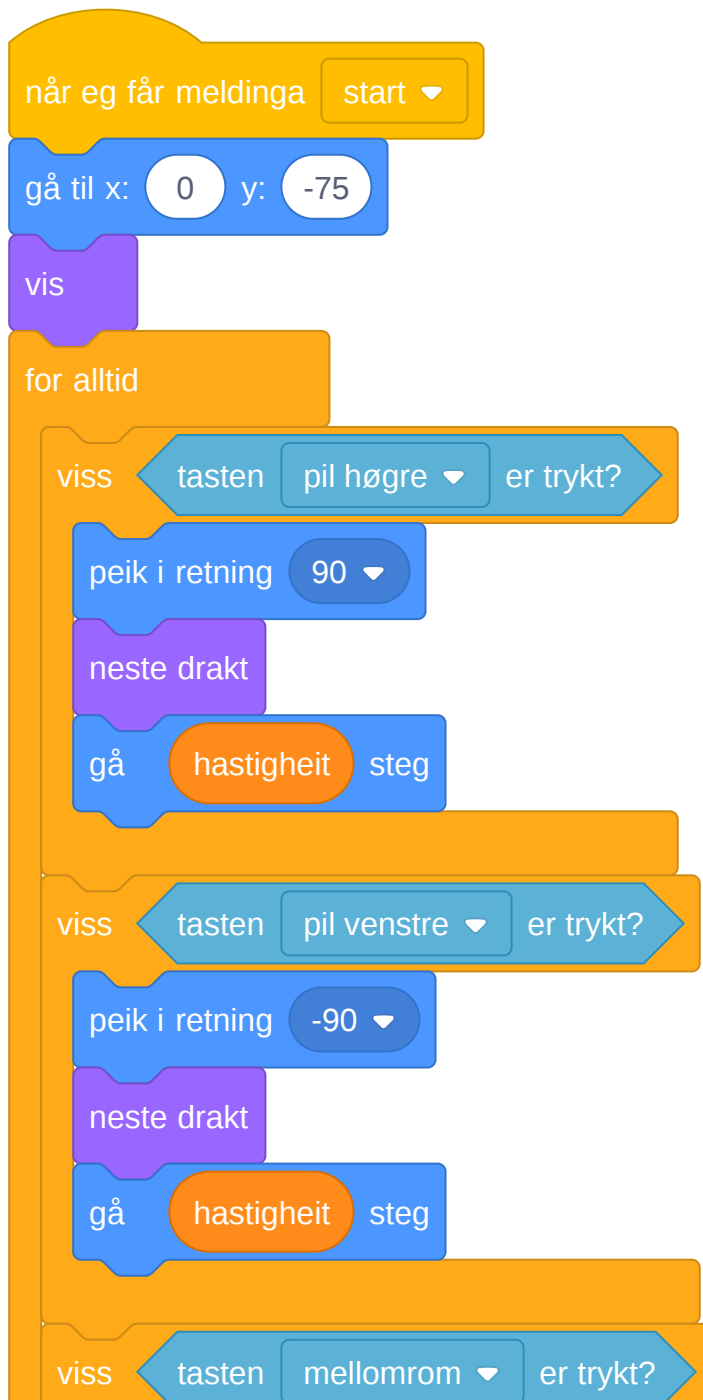 når eg får meldinga start
gå til x: 0 y: -75
vis
for alltid
viss tasten pil høgre er trykt?
peik i retning 90
neste drakt
gå hastigheit steg
viss tasten pil venstre er trykt?
peik i retning -90
neste drakt
gå hastigheit steg
viss tasten mellomrom er trykt?